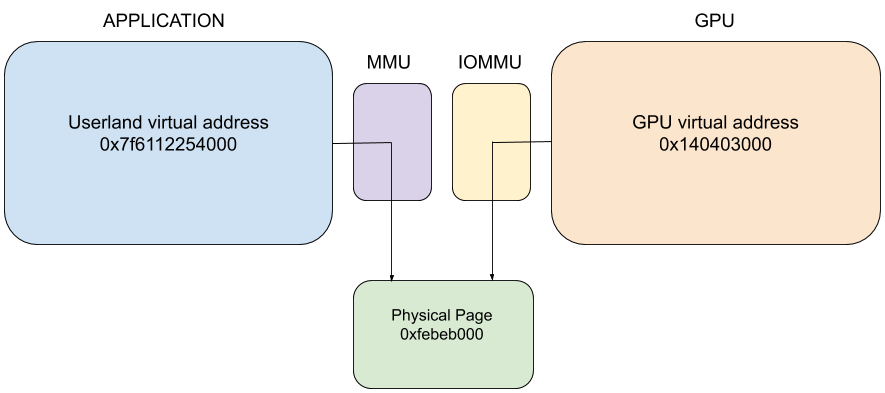 APPLICATION
GPU
MMU
IOMMU
Userland virtual address
0x7f6112254000
GPU virtual address
0x140403000
Physical Page
0xfebeb000